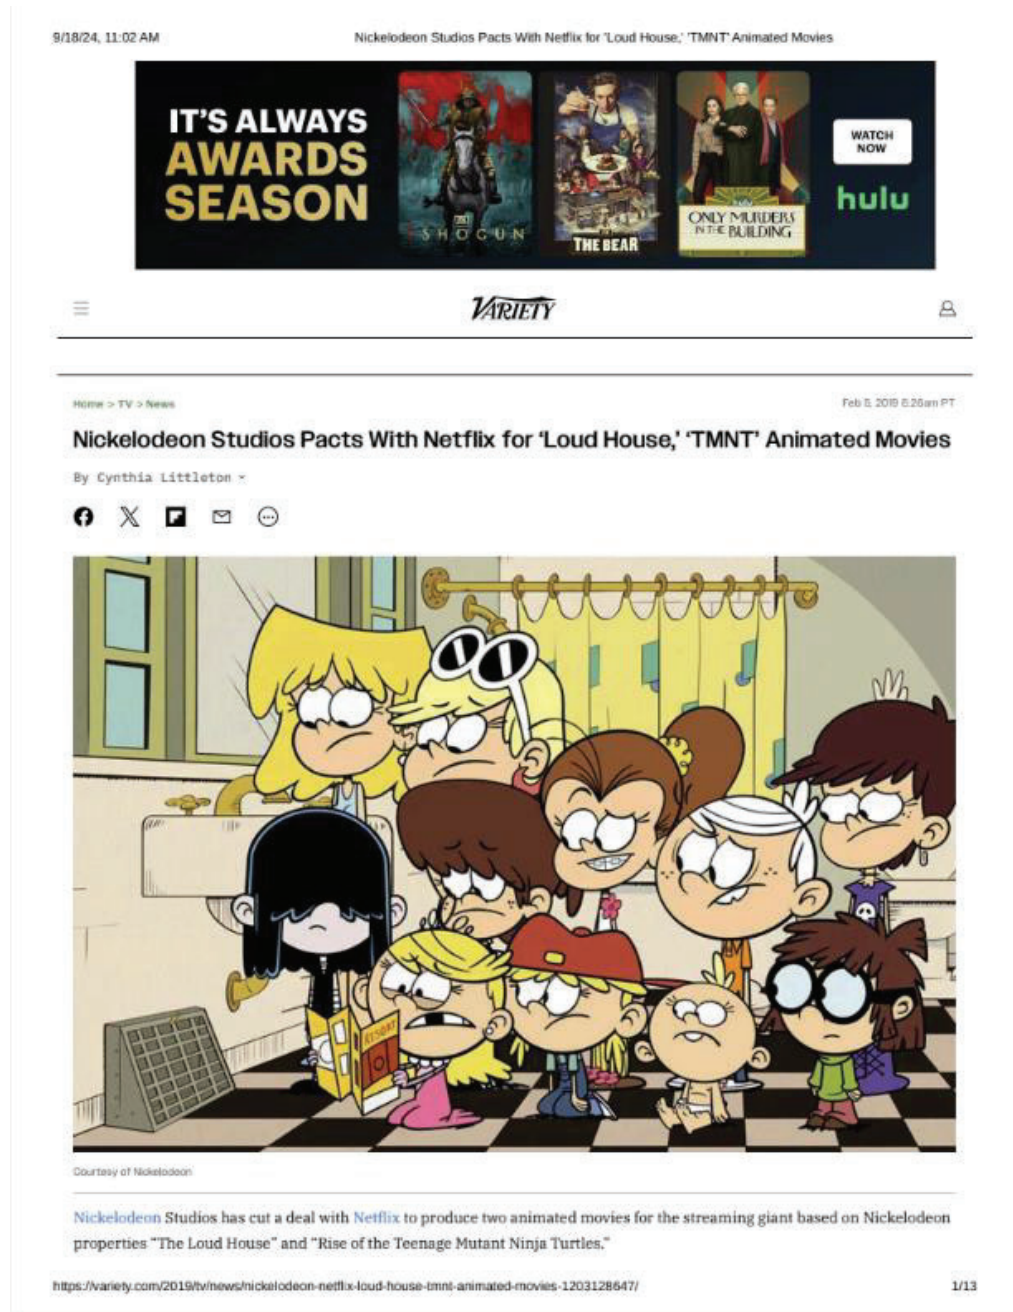 9/18/24, 11:02 AM
Nickelodeon Studios Pacts With Netflix for 'Loud House,' 'TMNT' Animated Movies
IT'S ALWAYS
AWARDS
SEASON
SHOGUN
THE BEAR
hulu
ONLY MURDERS
IN THE BUILDING
WATCH
NOW
hulu
VARIETY
Home > TV > News
2019
am PT
Nickelodeon Studios Pacts With Netflix for ‘Loud House,’ ‘TMNT’ Animated Movies
By Cynthia Littleton
RESORT
Courtesy of Nickelodeon
Nickelodeon Studios has cut a deal with Netflix to produce two animated movies for the streaming giant based on Nickelodeon
properties “The Loud House” and “Rise of the Teenage Mutant Ninja Turtles.”
https://variety.com/2019/tv/news/nickelodeon-netflix-loud-house-tmnt-animated-movies-1203128647/
1/13